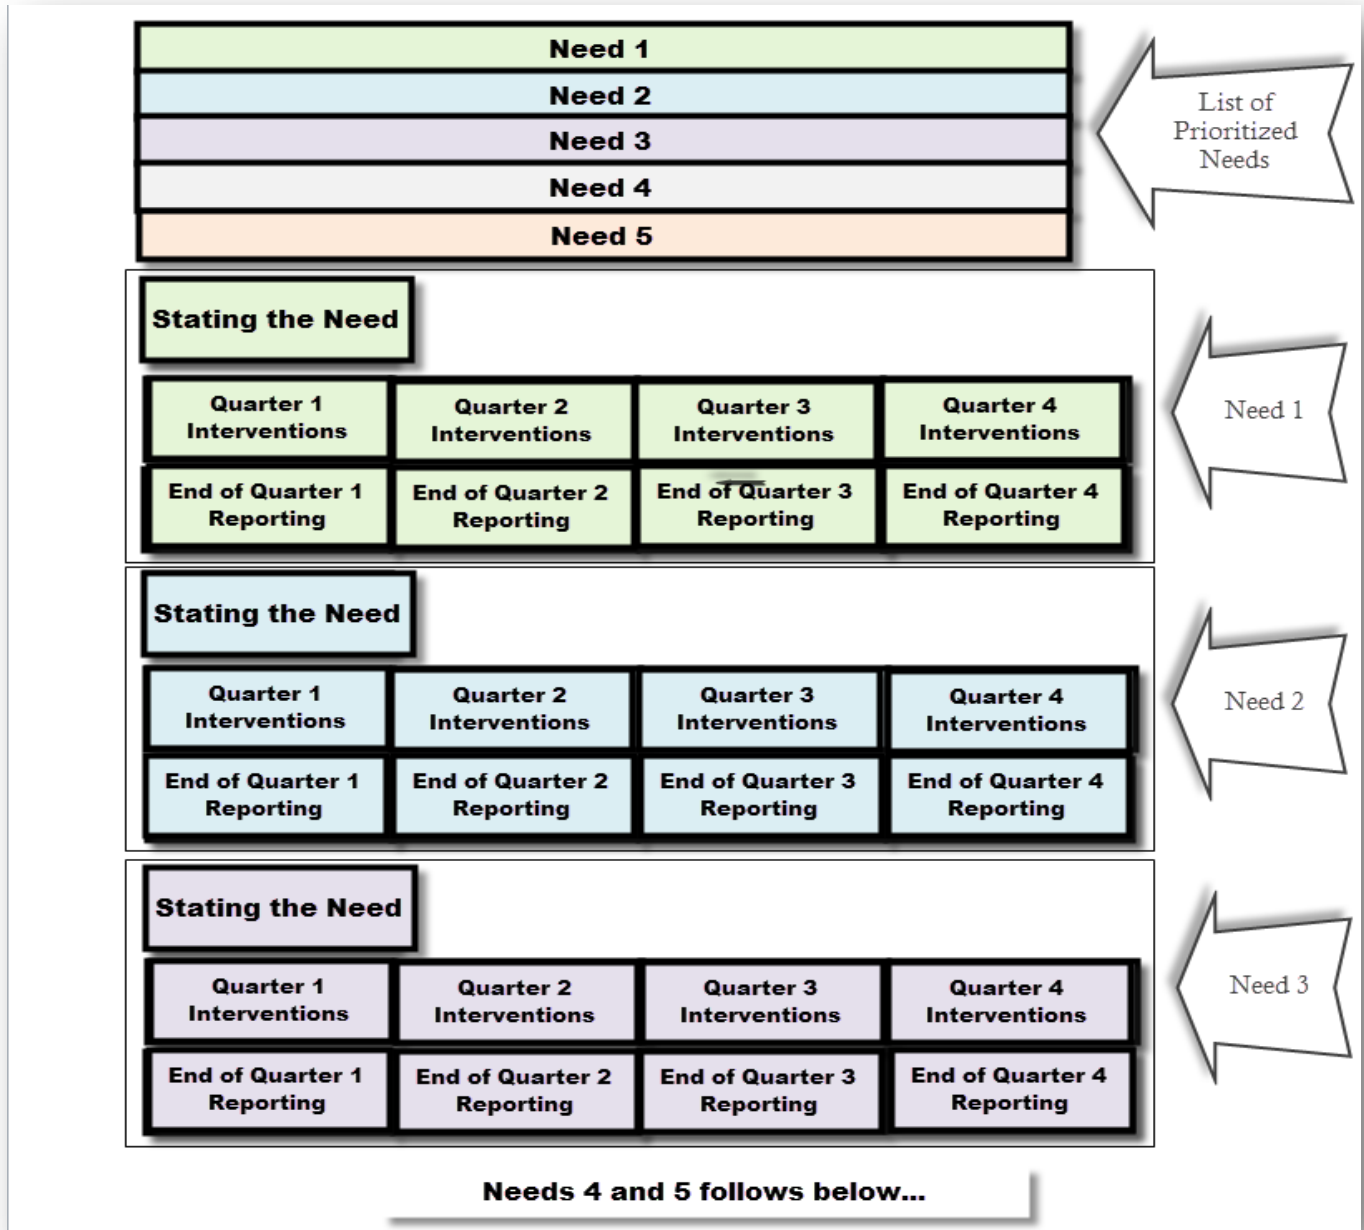 Need 1
Need 2
Need 3
Need 4
Need 5
List of
Prioritized
Needs
Stating the Need
Quarter 1
Interventions
Quarter 2
Interventions
Quarter 3
Interventions
Quarter 4
Interventions
End of Quarter 1
Reporting
End of Quarter 2
Reporting
End of Quarter 3
Reporting
End of Quarter 4
Reporting
Need 1
Stating the Need
Quarter 1
Interventions
Quarter 2
Interventions
Quarter 3
Interventions
Quarter 4
Interventions
End of Quarter 1
Reporting
End of Quarter 2
Reporting
End of Quarter 3
Reporting
End of Quarter 4
Reporting
Need 2
Stating the Need
Quarter 1
Interventions
Quarter 2
Interventions
Quarter 3
Interventions
Quarter 4
Interventions
End of Quarter 1
Reporting
End of Quarter 2
Reporting
End of Quarter 3
Reporting
End of Quarter 4
Reporting
Need 3
Needs 4 and 5 follows below...